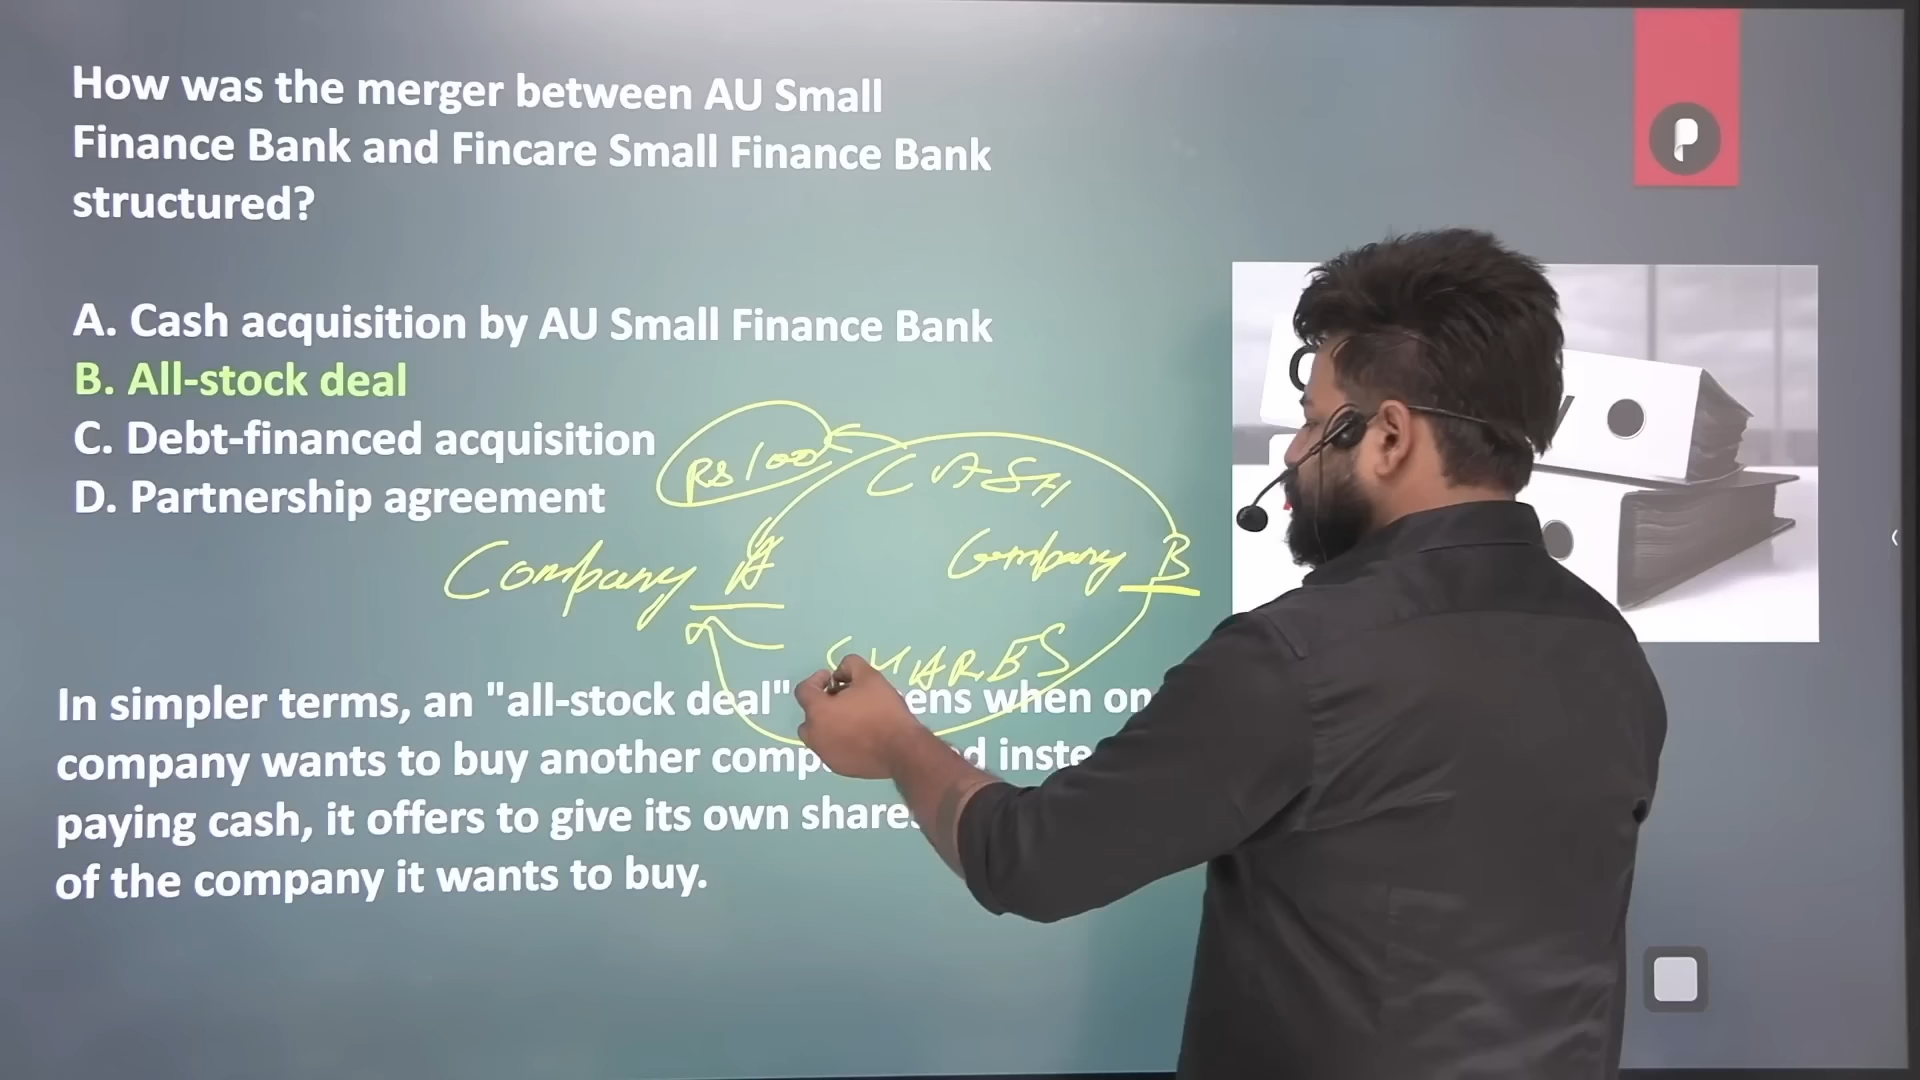 How was the merger between AU Small
Finance Bank and Fincare Small Finance Bank
structured?
A. Cash acquisition by AU Small Finance Bank
B. All-stock deal
C. Debt-financed acquisition
D. Partnership agreement
RS 100
CASH
Company A
Company B
SHARES
In simpler terms, an "all-stock deal" when
company wants to buy another
paying cash, it offers to give its own
of the company it wants to buy.